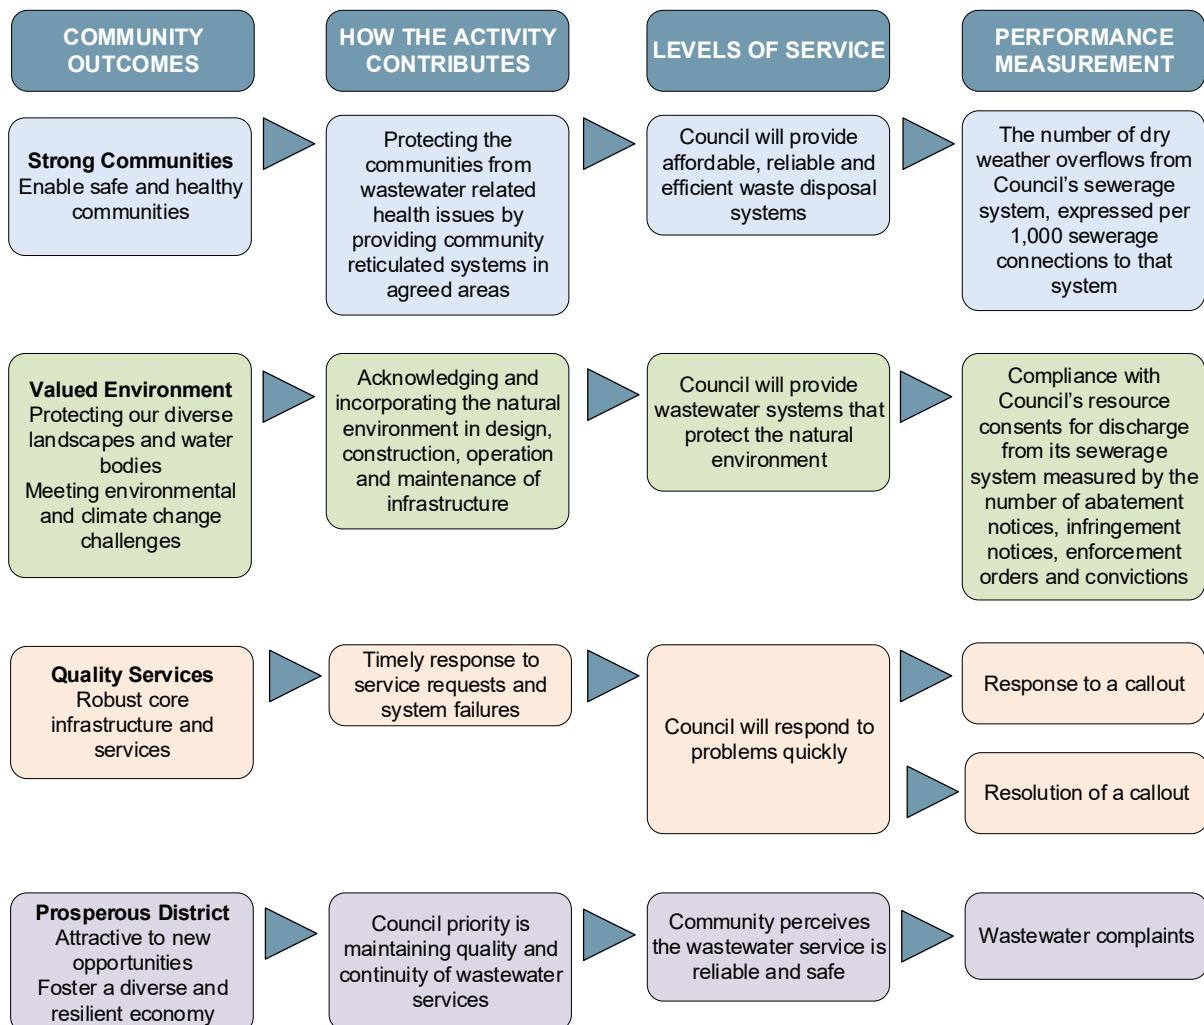 COMMUNITY
OUTCOMES
HOW THE ACTIVITY
CONTRIBUTES
LEVELS OF SERVICE
PERFORMANCE
MEASUREMENT
Strong Communities
Enable safe and healthy
communities
Protecting the
communities from
wastewater related
health issues by
providing community
reticulated systems in
agreed areas
Council will provide
affordable, reliable and
efficient waste disposal
systems
The number of dry
weather overflows from
Council's sewerage
system, expressed per
1,000 sewerage
connections to that
system
Valued Environment
Protecting our diverse
landscapes and water
bodies
Meeting environmental
and climate change
challenges
Acknowledging and
incorporating the natural
environment in design,
construction, operation
and maintenance of
infrastructure
Council will provide
wastewater systems that
protect the natural
environment
Compliance with
Council's resource
consents for discharge
from its sewerage
system measured by the
number of abatement
notices, infringement
notices, enforcement
orders and convictions
Quality Services
Robust core
infrastructure and
services
Timely response to
service requests and
system failures
Council will respond to
problems quickly
Response to a callout
Resolution of a callout
Prosperous District
Attractive to new
opportunities
Foster a diverse and
resilient economy
Council priority is
maintaining quality and
continuity of wastewater
services
Community perceives
the wastewater service is
reliable and safe
Wastewater complaints